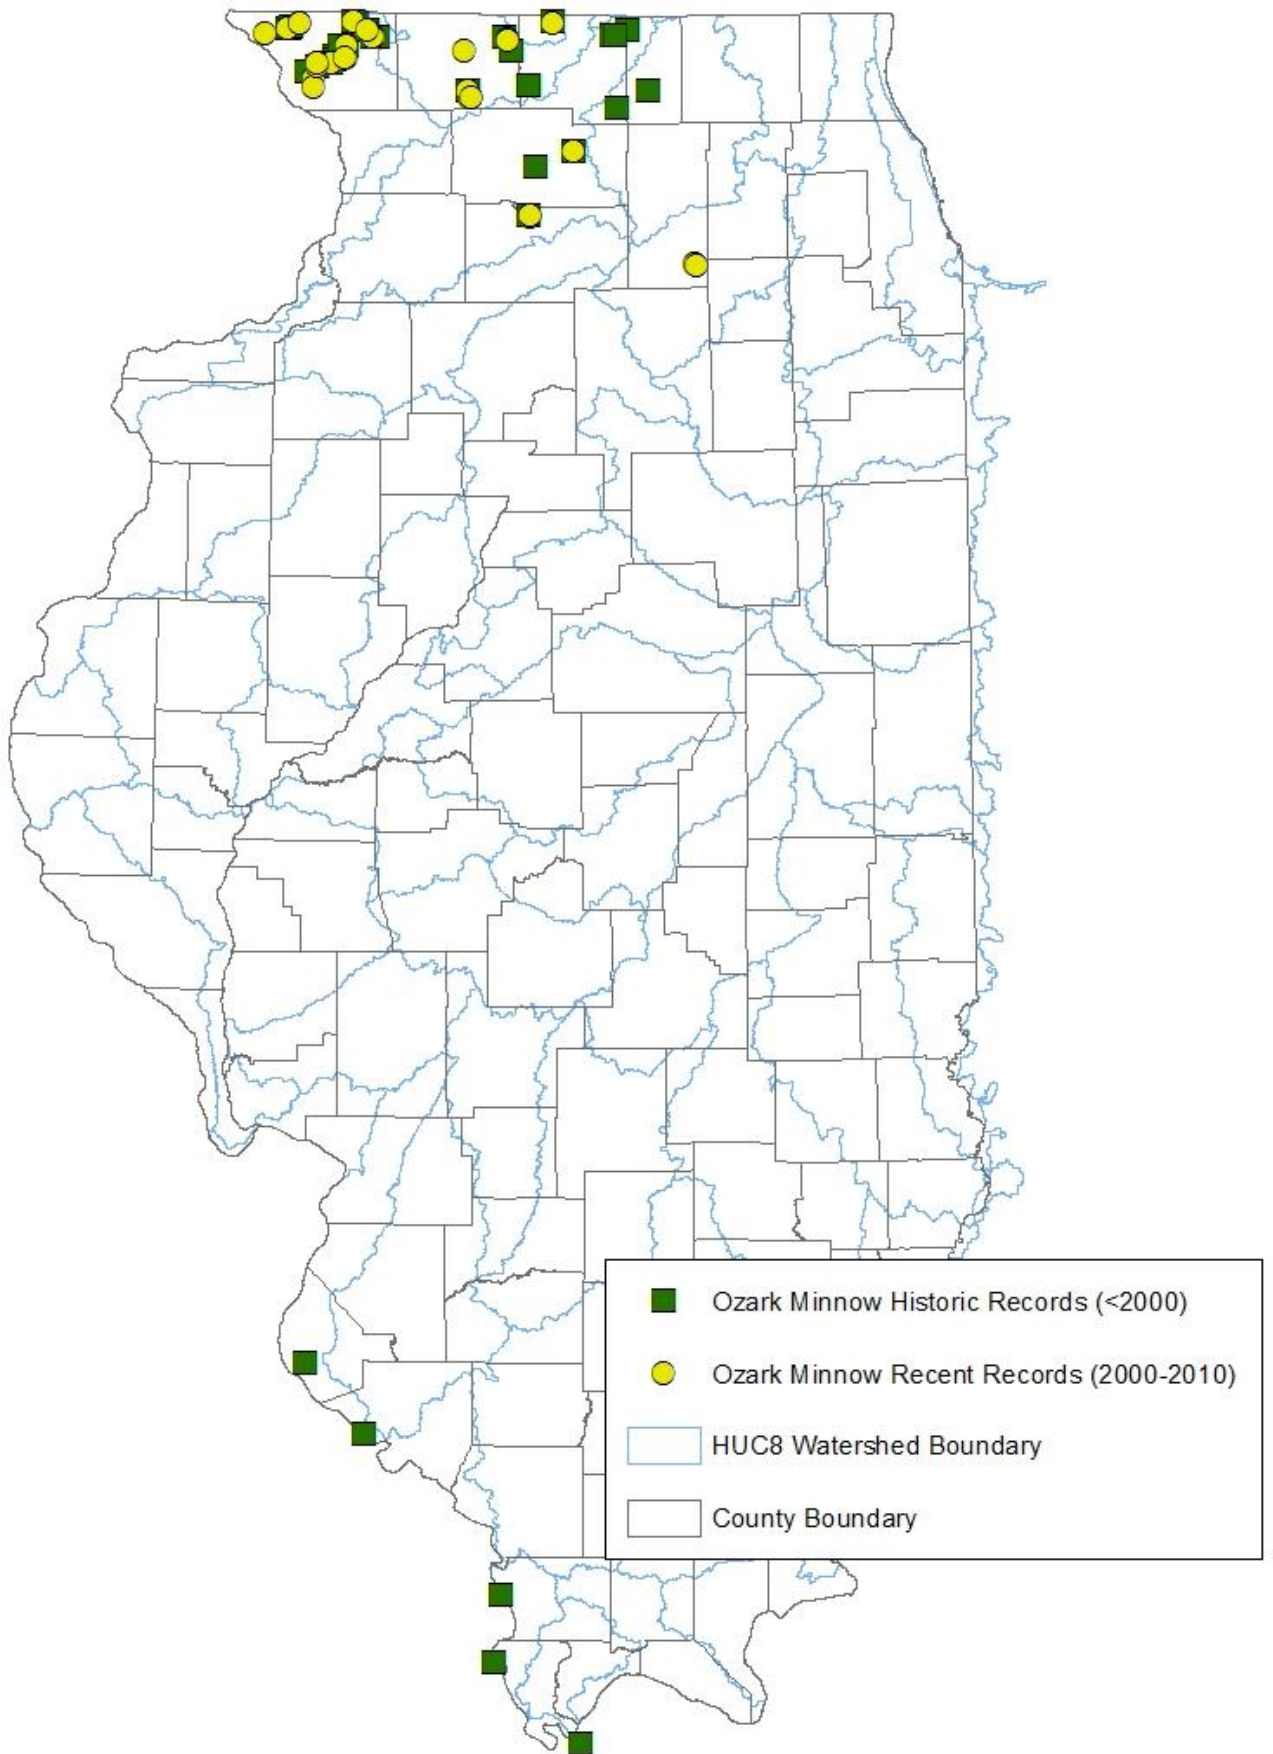 Ozark Minnow Historic Records (<2000)
Ozark Minnow Recent Records (2000-2010)
HUC8 Watershed Boundary
County Boundary